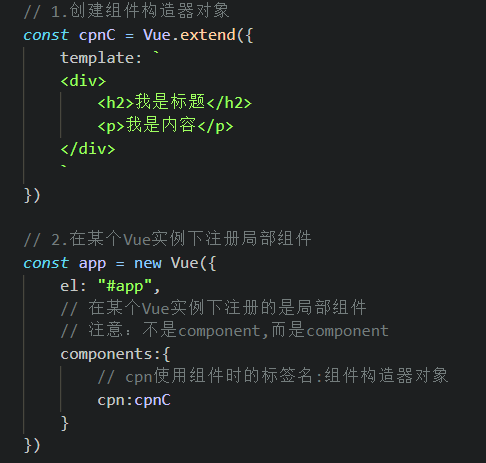 // 1.创建组件构造器对象
const cpnC = Vue.extend({
    template: `
    <div>
        <h2>我是标题</h2>
        <p>我是内容</p>
    </div>
    `
})

// 2.在某个Vue实例下注册局部组件
const app = new Vue({
    el: "#app",
    // 在某个Vue实例下注册的是局部组件
    // 注意: 不是component,而是component
    components:{
        // cpn使用组件时的标签名:组件构造器对象
        cpn:cpnC
    }
})